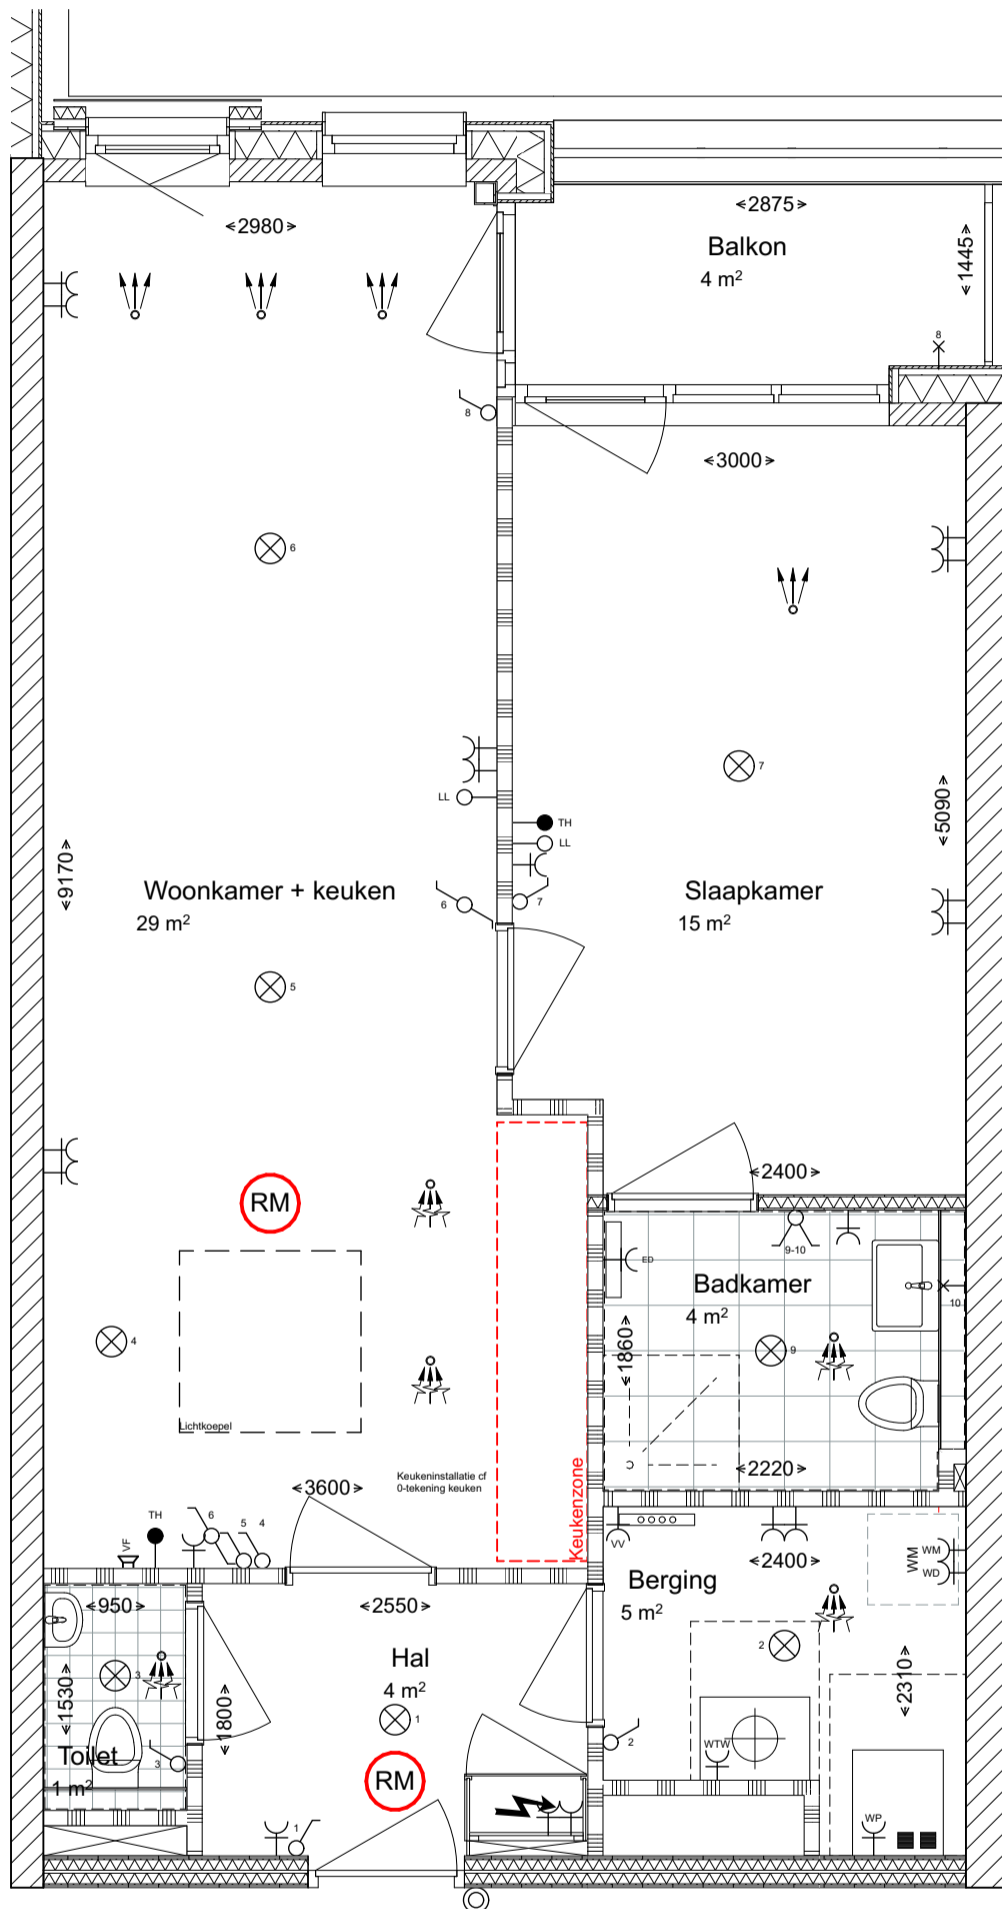 2980
2875
Balkon
4 m²
1445
8
8
3000
6
7
LL
TH
LL
5090
9170
Woonkamer + keuken
29 m²
Slaapkamer
15 m²
6
7
5
RM
2400
9-10
ED
Badkamer
4 m²
10
4
1860
9
Lichtkoepel
Keukeninstallatie cf
0-tekening keuken
3600
2220
Keukenzone
TH
6
5
4
VF
VV
2400
WM
WM
WD
Berging
5 m²
950
2550
Hal
4 m²
3
2
1530
1800
2310
1
2
Toilet
1 m²
3
WTW
RM
1
WP